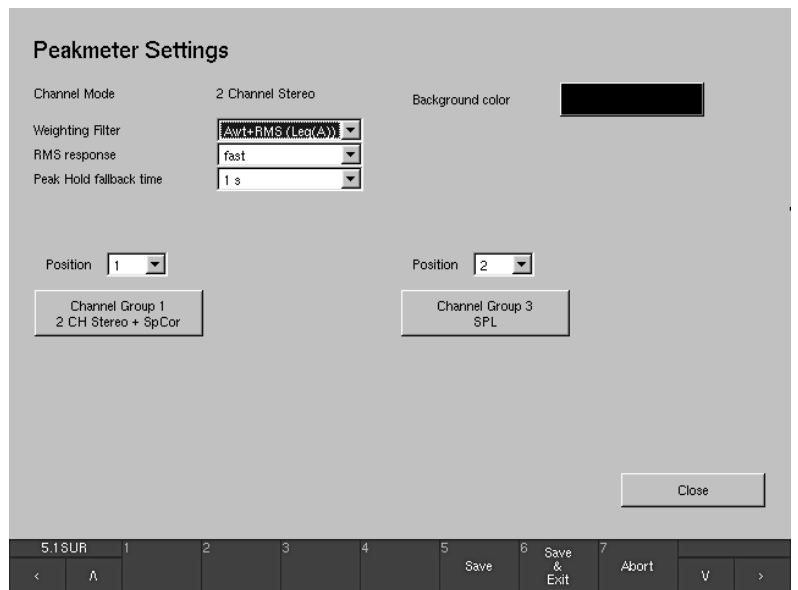 Peakmeter Settings
Channel Mode 2 Channel Stereo Background color
Weighting Filter Awt+RMS (Leq(A))
RMS response fast
Peak Hold fallback time 1 s
Position 1 Position 2
Channel Group 1
2 CH Stereo + SpCor
Channel Group 3
SPL
Close
5.1SUR 1 2 3 4 5 6 7
Save
Save
&
Exit
Abort
< Λ V >